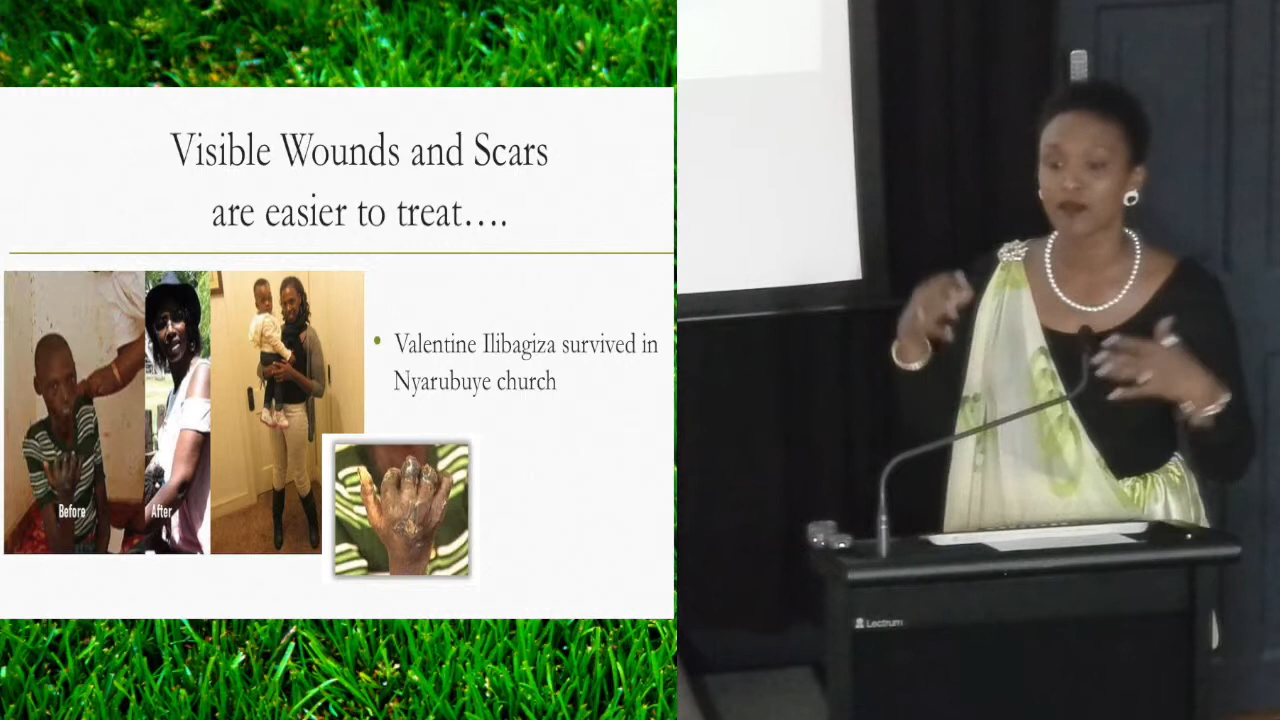 Visible Wounds and Scars
are easier to treat….
• Valentine Ilibagiza survived in
Nyarubuye church
Before
After
Lectrum